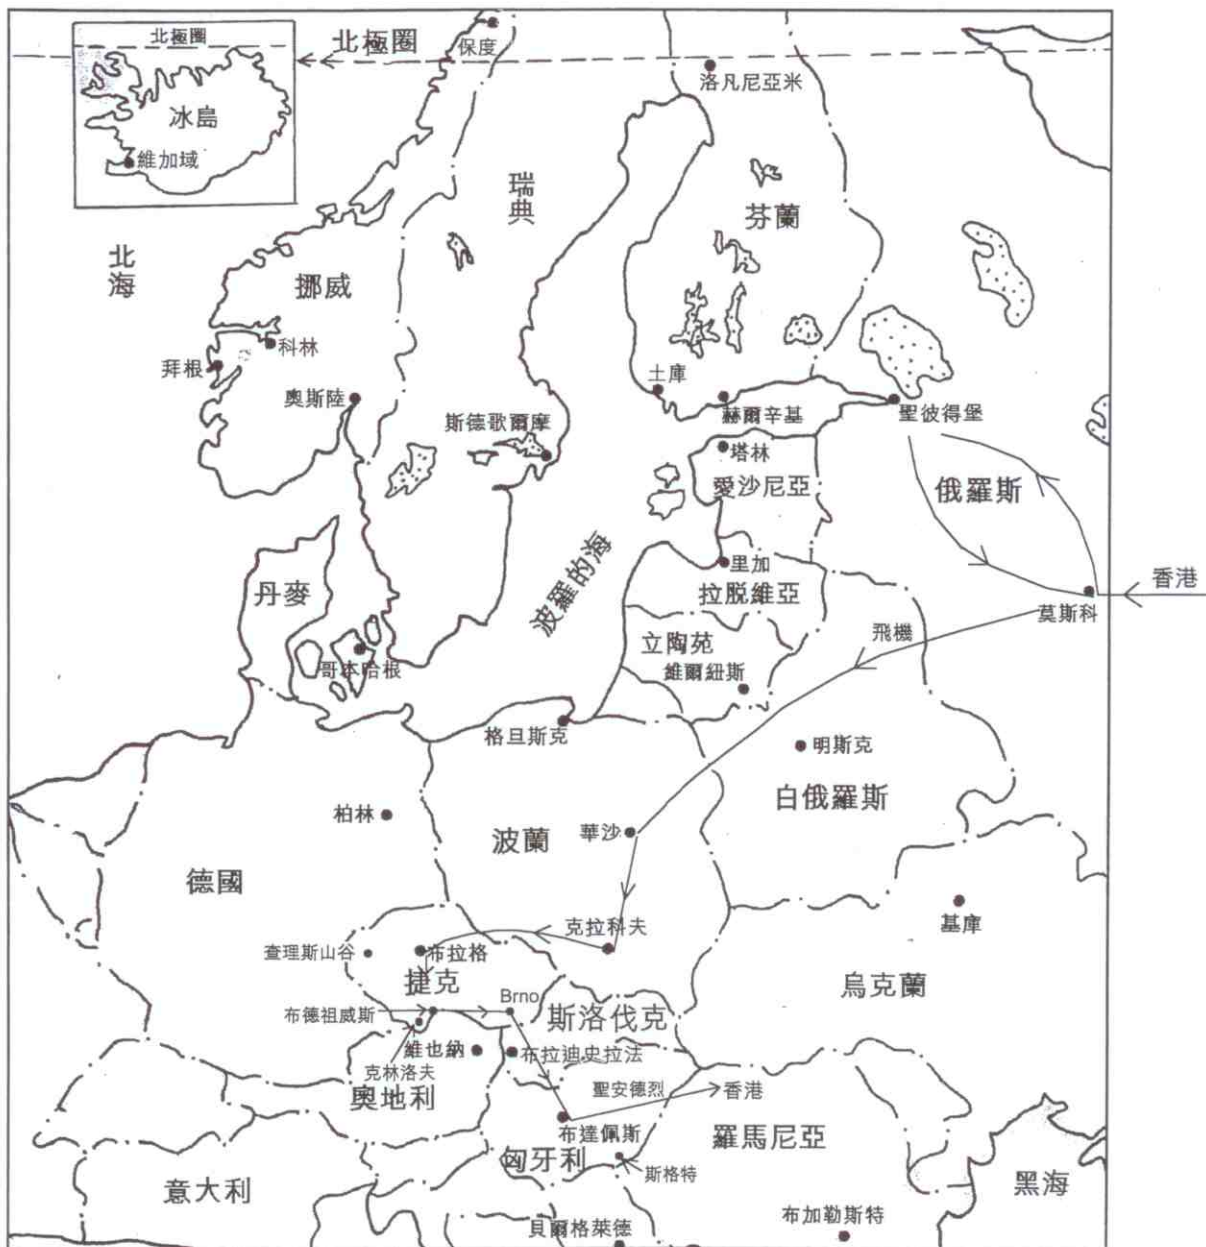 北極圈
冰島
維加域
北極圈
保度
洛凡尼亞米
瑞典
芬蘭
北海
挪威
科林
拜根
奧斯陸
斯德歌爾摩
土庫
赫爾辛基
聖彼得堡
塔林
愛沙尼亞
俄羅斯
波羅的海
里加
拉脫維亞
香港
莫斯科
丹麥
哥本哈根
立陶苑
維爾紐斯
飛機
格旦斯克
明斯克
白俄羅斯
柏林
波蘭
華沙
德國
克拉科夫
基庫
查理斯山谷
布拉格
捷克
烏克蘭
布德祖威斯
Brno
斯洛伐克
維也納
布拉迪史拉法
克林洛夫
奧地利
聖安德烈
香港
布達佩斯
羅馬尼亞
匈牙利
斯格特
意大利
黑海
貝爾格萊德
布加勒斯特